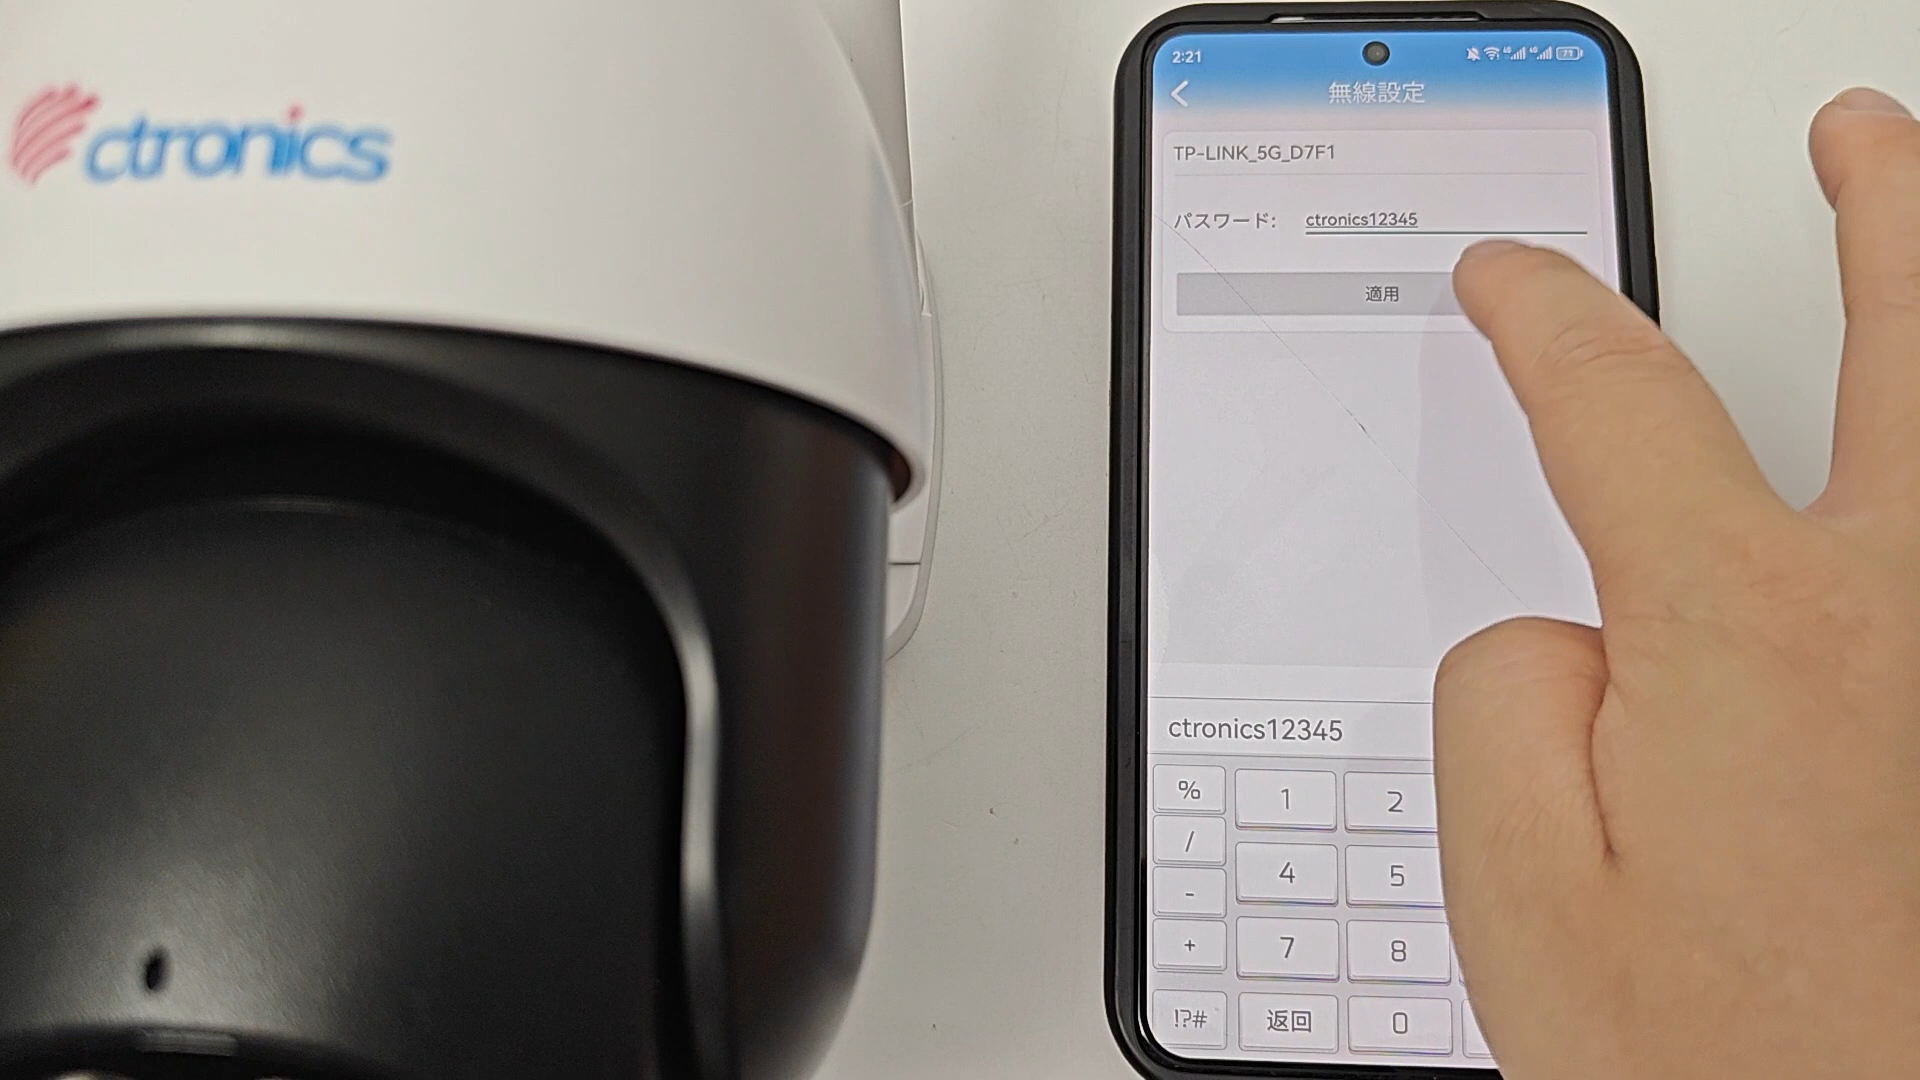 ctronics
2:21
71
無線設定
TP-LINK_5G_D7F1
パスワード: ctronics12345
適用
ctronics12345
% 1 2
/ 4 5
-
+ 7 8
!?# 返回 0